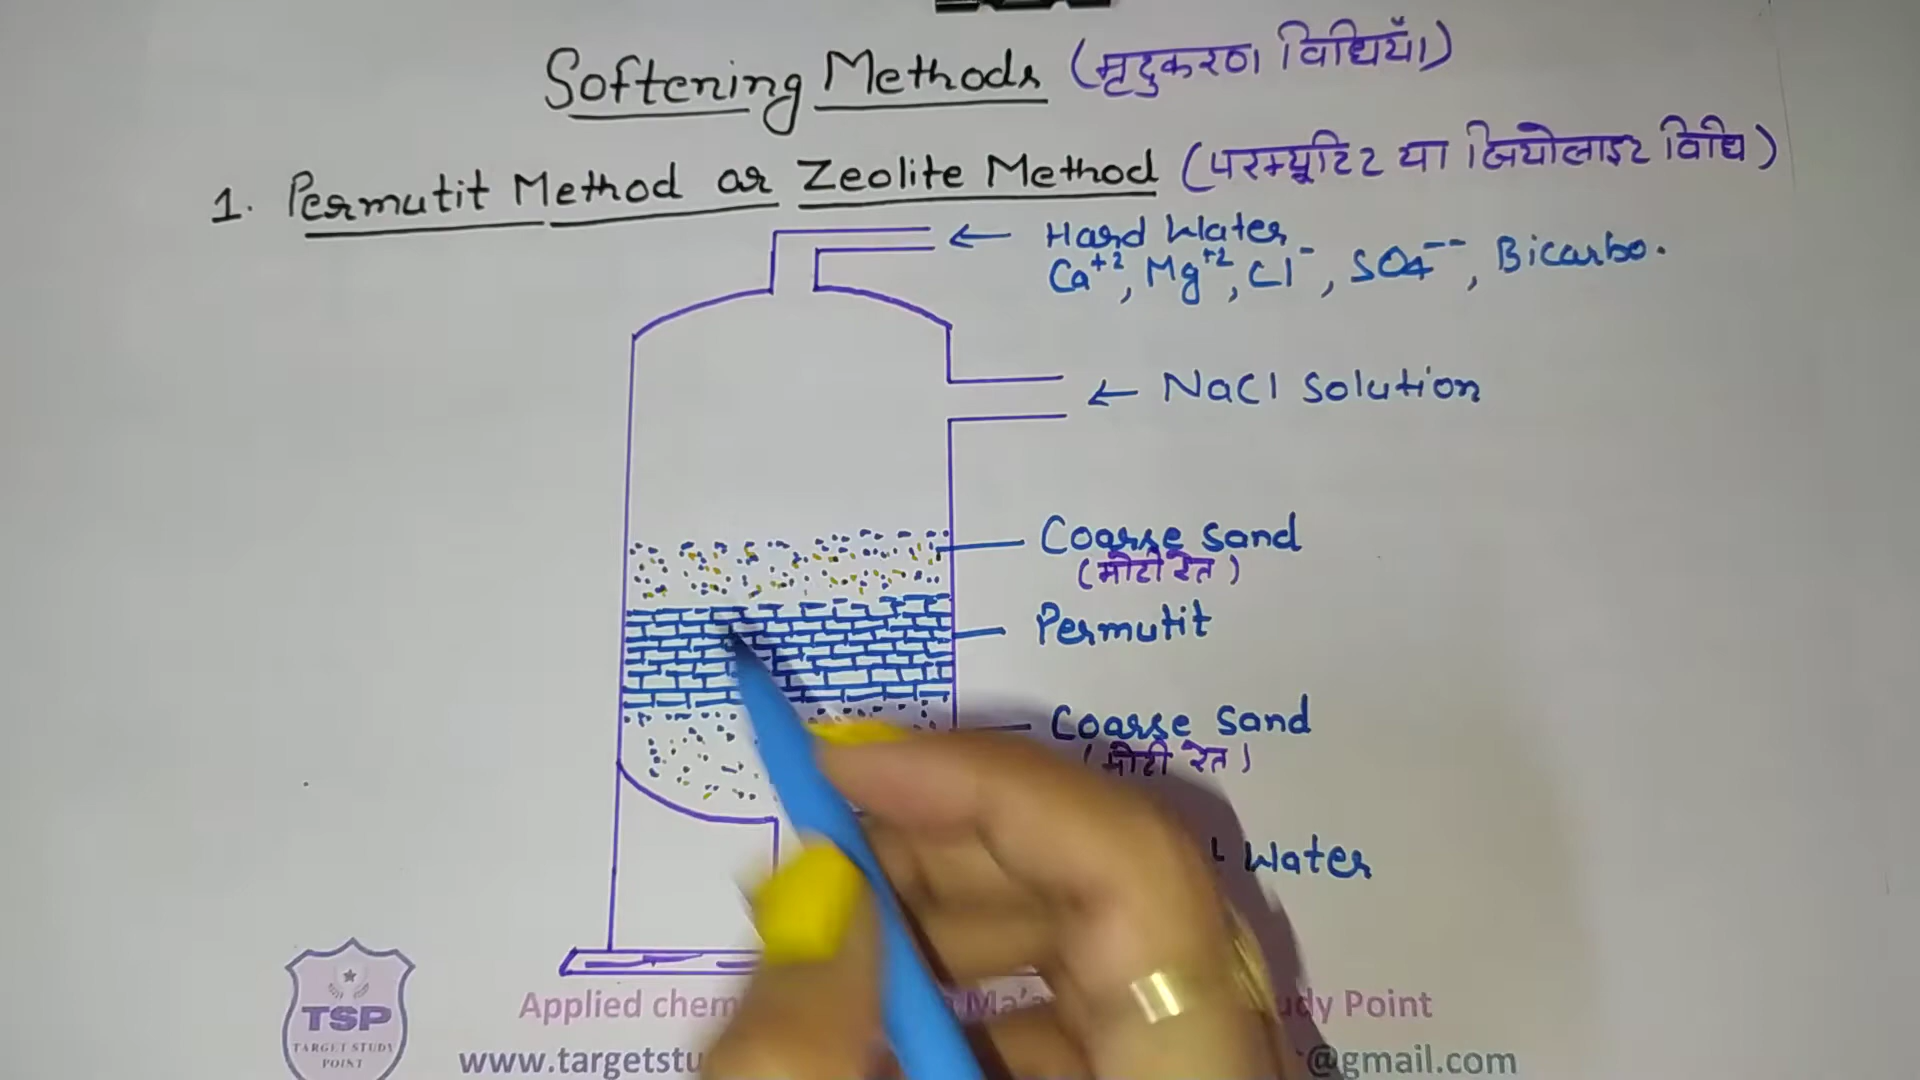 Softening Methods (मृदुकरण विधियाँ)
1. Permutit Method or Zeolite Method (परम्यूटिट या जियोलाइट विधि)
← Hard Water
Ca⁺², Mg⁺², Cl⁻, SO₄⁻⁻, Bicarbo.
← NaCl Solution
Coarse Sand
(मोटी रेत)
Permutit
Coarse Sand
(मोटी रेत)
Water
TSP
TARGET STUDY
POINT
Applied chem Ma'a udy Point
www.targetstu @gmail.com